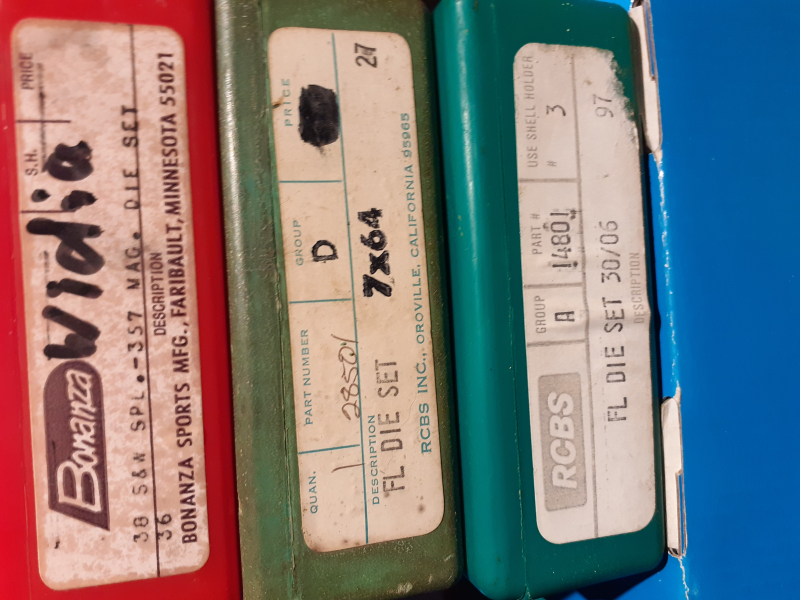 Bonanza
S.H.
PRICE
Widia
38 S&W SPL.-357 MAG. DIE SET
36
DESCRIPTION
BONANZA SPORTS MFG., FARIBAULT, MINNESOTA 55021
QUAN.
PART NUMBER
GROUP
PRICE
1
28501
D
DESCRIPTION
FL DIE SET
7x64
27
RCBS INC., OROVILLE, CALIFORNIA 95965
RCBS
GROUP
PART #
USE SHELL HOLDER
A
14801
# 3
FL DIE SET 30/06
97
DESCRIPTION